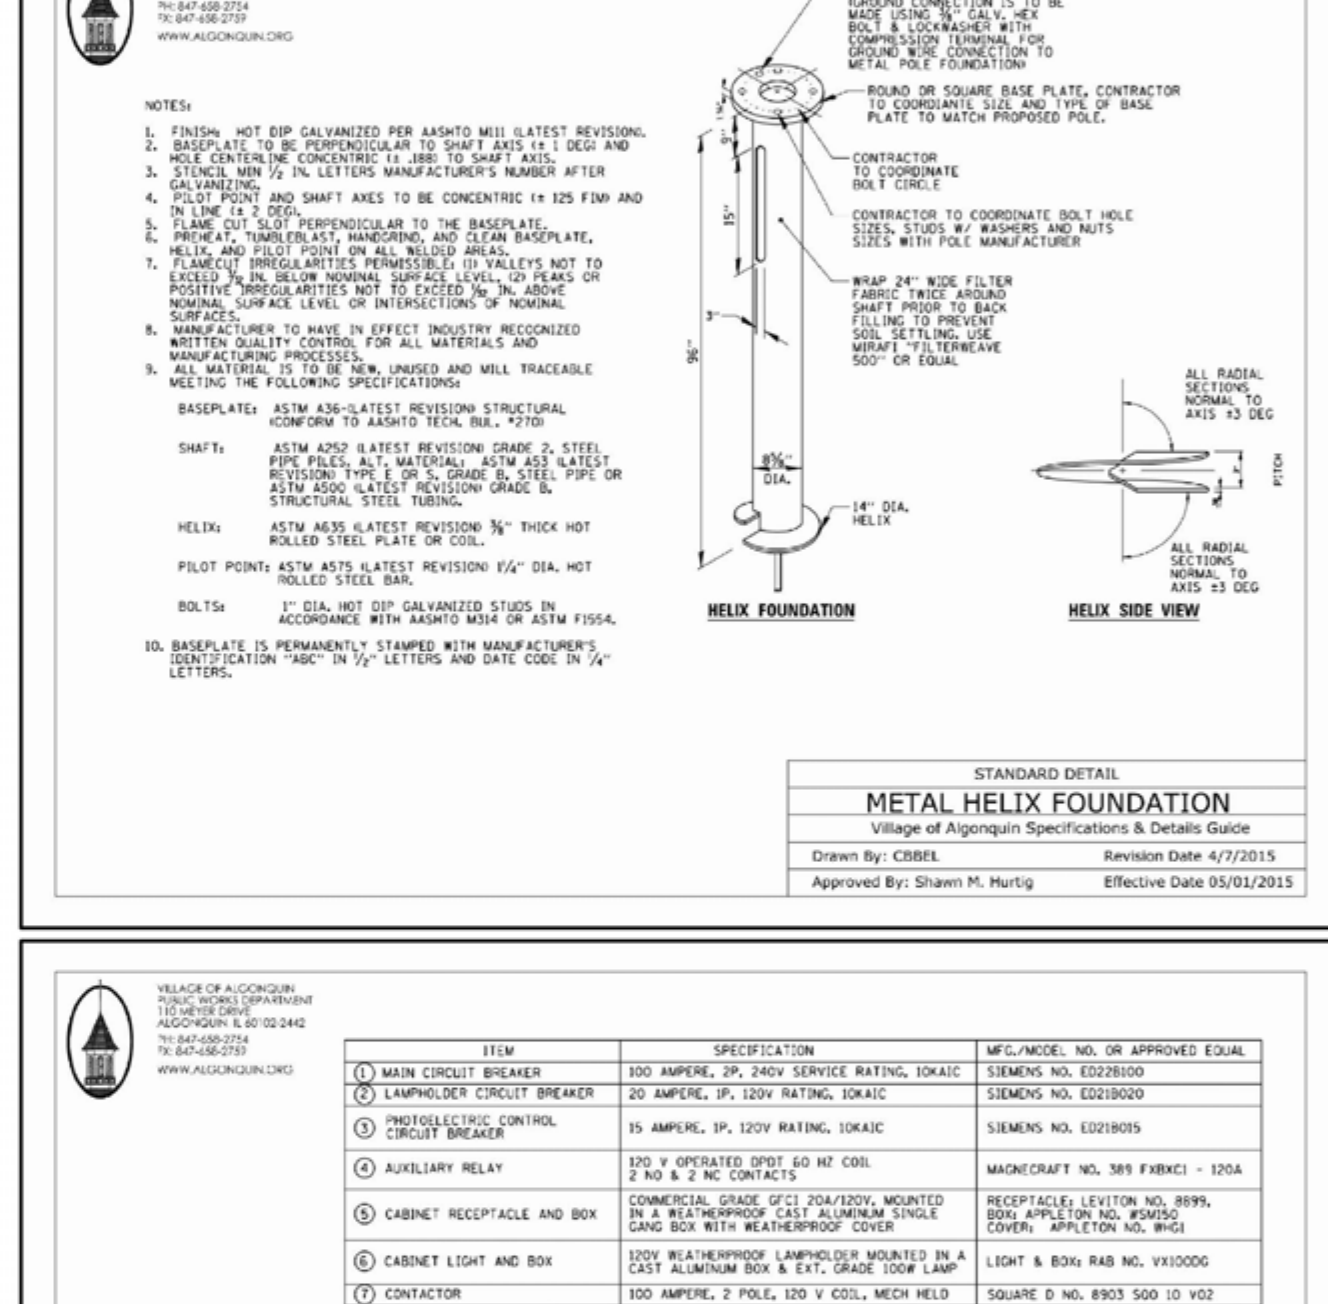 PH: 847-658-2754
FX: 847-658-2759
WWW.ALGONQUIN.ORG
NOTES:
1. FINISH: HOT DIP GALVANIZED PER AASHTO M111 (LATEST REVISION).
2. BASEPLATE TO BE PERPENDICULAR TO SHAFT AXIS (± 1 DEG) AND
HOLE CENTERLINE CONCENTRIC (± .188) TO SHAFT AXIS.
3. STENCIL MIN 1/2 IN. LETTERS MANUFACTURER'S NUMBER AFTER
GALVANIZING.
4. PILOT POINT AND SHAFT AXES TO BE CONCENTRIC (± 125 FIM) AND
IN LINE (± 2 DEG).
5. FLAME CUT SLOT PERPENDICULAR TO THE BASEPLATE.
6. PREHEAT, TUMBLEBLAST, HANDGRIND, AND CLEAN BASEPLATE,
HELIX, AND PILOT POINT ON ALL WELDED AREAS.
7. FLAMECUT IRREGULARITIES PERMISSIBLE: (1) VALLEYS NOT TO
EXCEED IN. BELOW NOMINAL SURFACE LEVEL, (2) PEAKS OR
POSITIVE IRREGULARITIES NOT TO EXCEED IN. ABOVE
NOMINAL SURFACE LEVEL OR INTERSECTIONS OF NOMINAL
SURFACES.
8. MANUFACTURER TO HAVE IN EFFECT INDUSTRY RECOGNIZED
WRITTEN QUALITY CONTROL FOR ALL MATERIALS AND
MANUFACTURING PROCESSES.
9. ALL MATERIAL IS TO BE NEW, UNUSED AND MILL TRACEABLE
MEETING THE FOLLOWING SPECIFICATIONS:
BASEPLATE: ASTM A36-(LATEST REVISION) STRUCTURAL
(CONFORM TO AASHTO TECH. BUL. #270)
SHAFT: ASTM A252 (LATEST REVISION) GRADE 2, STEEL
PIPE PILES, ALT. MATERIAL: ASTM A53 (LATEST
REVISION) TYPE E OR S, GRADE B, STEEL PIPE OR
ASTM A500 (LATEST REVISION) GRADE B,
STRUCTURAL STEEL TUBING.
HELIX: ASTM A635 (LATEST REVISION) 3/8" THICK HOT
ROLLED STEEL PLATE OR COIL.
PILOT POINT: ASTM A575 (LATEST REVISION) 1 1/4" DIA. HOT
ROLLED STEEL BAR.
BOLTS: 1" DIA. HOT DIP GALVANIZED STUDS IN
ACCORDANCE WITH AASHTO M314 OR ASTM F1554.
10. BASEPLATE IS PERMANENTLY STAMPED WITH MANUFACTURER'S
IDENTIFICATION "ABC" IN 1/2" LETTERS AND DATE CODE IN 1/4"
LETTERS.
(GROUND CONNECTION IS TO BE
MADE USING 3/8" GALV. HEX
BOLT & LOCKWASHER WITH
COMPRESSION TERMINAL FOR
GROUND WIRE CONNECTION TO
METAL POLE FOUNDATION)
ROUND OR SQUARE BASE PLATE, CONTRACTOR
TO COORDIANTE SIZE AND TYPE OF BASE
PLATE TO MATCH PROPOSED POLE.
CONTRACTOR
TO COORDINATE
BOLT CIRCLE
CONTRACTOR TO COORDINATE BOLT HOLE
SIZES, STUDS W/ WASHERS AND NUTS
SIZES WITH POLE MANUFACTURER
WRAP 24" WIDE FILTER
FABRIC TWICE AROUND
SHAFT PRIOR TO BACK
FILLING TO PREVENT
SOIL SETTLING. USE
MIRAFI "FILTERWEAVE
500" OR EQUAL
9"
15"
3"
96"
8 5/8"
DIA.
14" DIA.
HELIX
HELIX FOUNDATION
ALL RADIAL
SECTIONS
NORMAL TO
AXIS ±3 DEG
PITCH
ALL RADIAL
SECTIONS
NORMAL TO
AXIS ±3 DEG
HELIX SIDE VIEW
STANDARD DETAIL
METAL HELIX FOUNDATION
Village of Algonquin Specifications & Details Guide
Drawn By: CBBEL Revision Date 4/7/2015
Approved By: Shawn M. Hurtig Effective Date 05/01/2015
VILLAGE OF ALGONQUIN
PUBLIC WORKS DEPARTMENT
110 MEYER DRIVE
ALGONQUIN IL 60102-2442
PH: 847-658-2754
FX: 847-658-2759
WWW.ALGONQUIN.ORG
ITEM SPECIFICATION MFG./MODEL NO. OR APPROVED EQUAL
1 MAIN CIRCUIT BREAKER 100 AMPERE, 2P, 240V SERVICE RATING, 10KAIC SIEMENS NO. ED22B100
2 LAMPHOLDER CIRCUIT BREAKER 20 AMPERE, 1P, 120V RATING, 10KAIC SIEMENS NO. ED21B020
3 PHOTOELECTRIC CONTROL
CIRCUIT BREAKER 15 AMPERE, 1P, 120V RATING, 10KAIC SIEMENS NO. ED21B015
4 AUXILIARY RELAY 120 V OPERATED DPDT 60 HZ COIL
2 NO & 2 NC CONTACTS MAGNECRAFT NO. 389 FXBXC1 - 120A
5 CABINET RECEPTACLE AND BOX COMMERCIAL GRADE GFCI 20A/120V, MOUNTED
IN A WEATHERPROOF CAST ALUMINUM SINGLE
GANG BOX WITH WEATHERPROOF COVER
RECEPTACLE: LEVITON NO. 8899,
BOX: APPLETON NO. WSM150
COVER: APPLETON NO. WHG1
6 CABINET LIGHT AND BOX 120V WEATHERPROOF LAMPHOLDER MOUNTED IN A
CAST ALUMINUM BOX & EXT. GRADE 100W LAMP LIGHT & BOX: RAB NO. VX100DG
7 CONTACTOR 100 AMPERE, 2 POLE, 120 V COIL, MECH HELD SQUARE D NO. 8903 SQO 10 V02